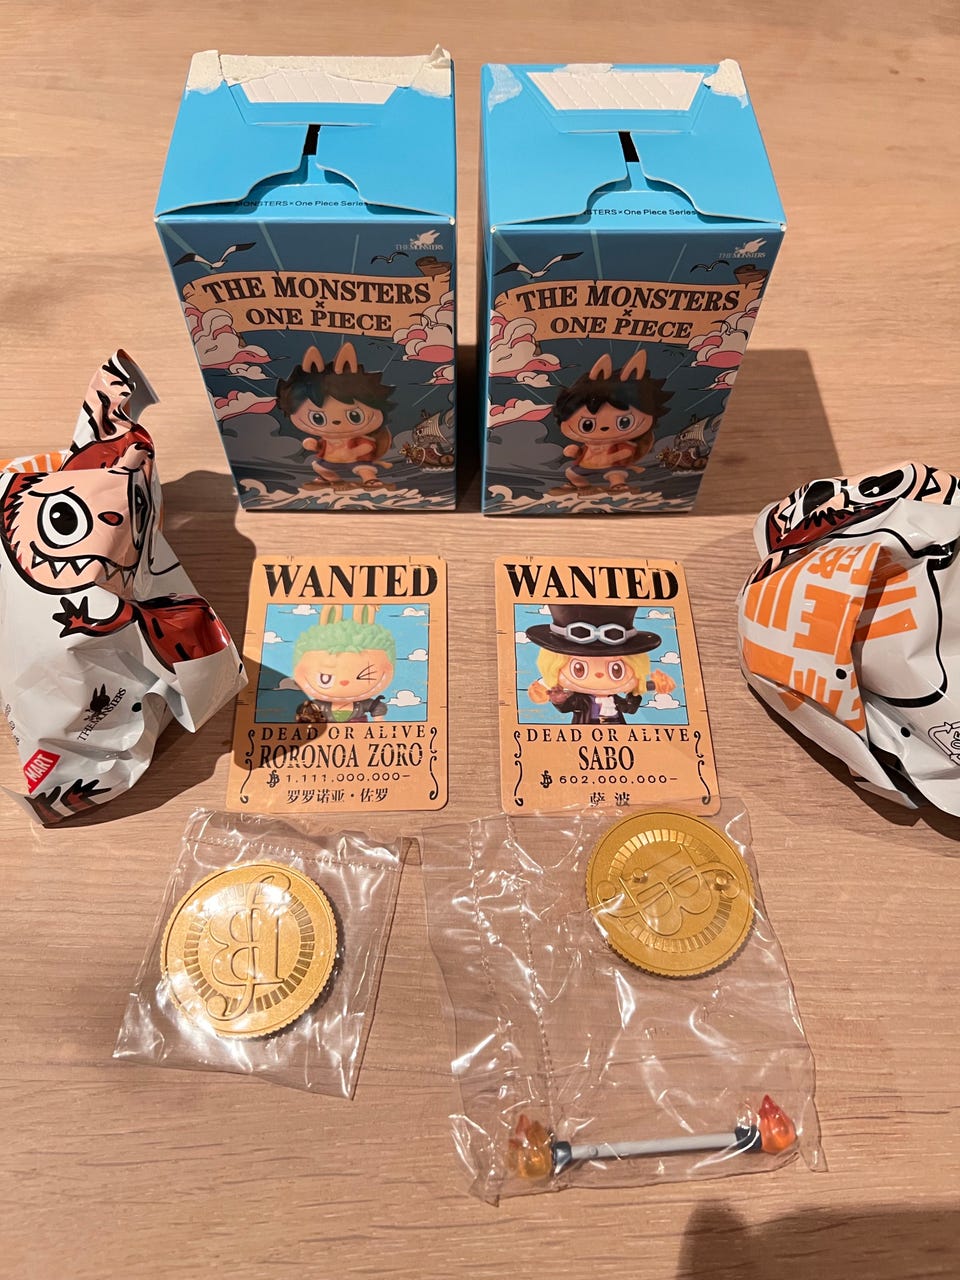 MONSTERS × One Piece Series
STERS × One Piece Series
THE MONSTERS
THE MONSTERS
×
ONE PIECE
THE MONSTERS
THE MONSTERS
×
ONE PIECE
WANTED
DEAD OR ALIVE
RORONOA ZORO
1.111.000.000-
罗罗诺亚·佐罗
WANTED
DEAD OR ALIVE
SABO
602.000.000-
萨波
THE MONSTERS
MART
B
B